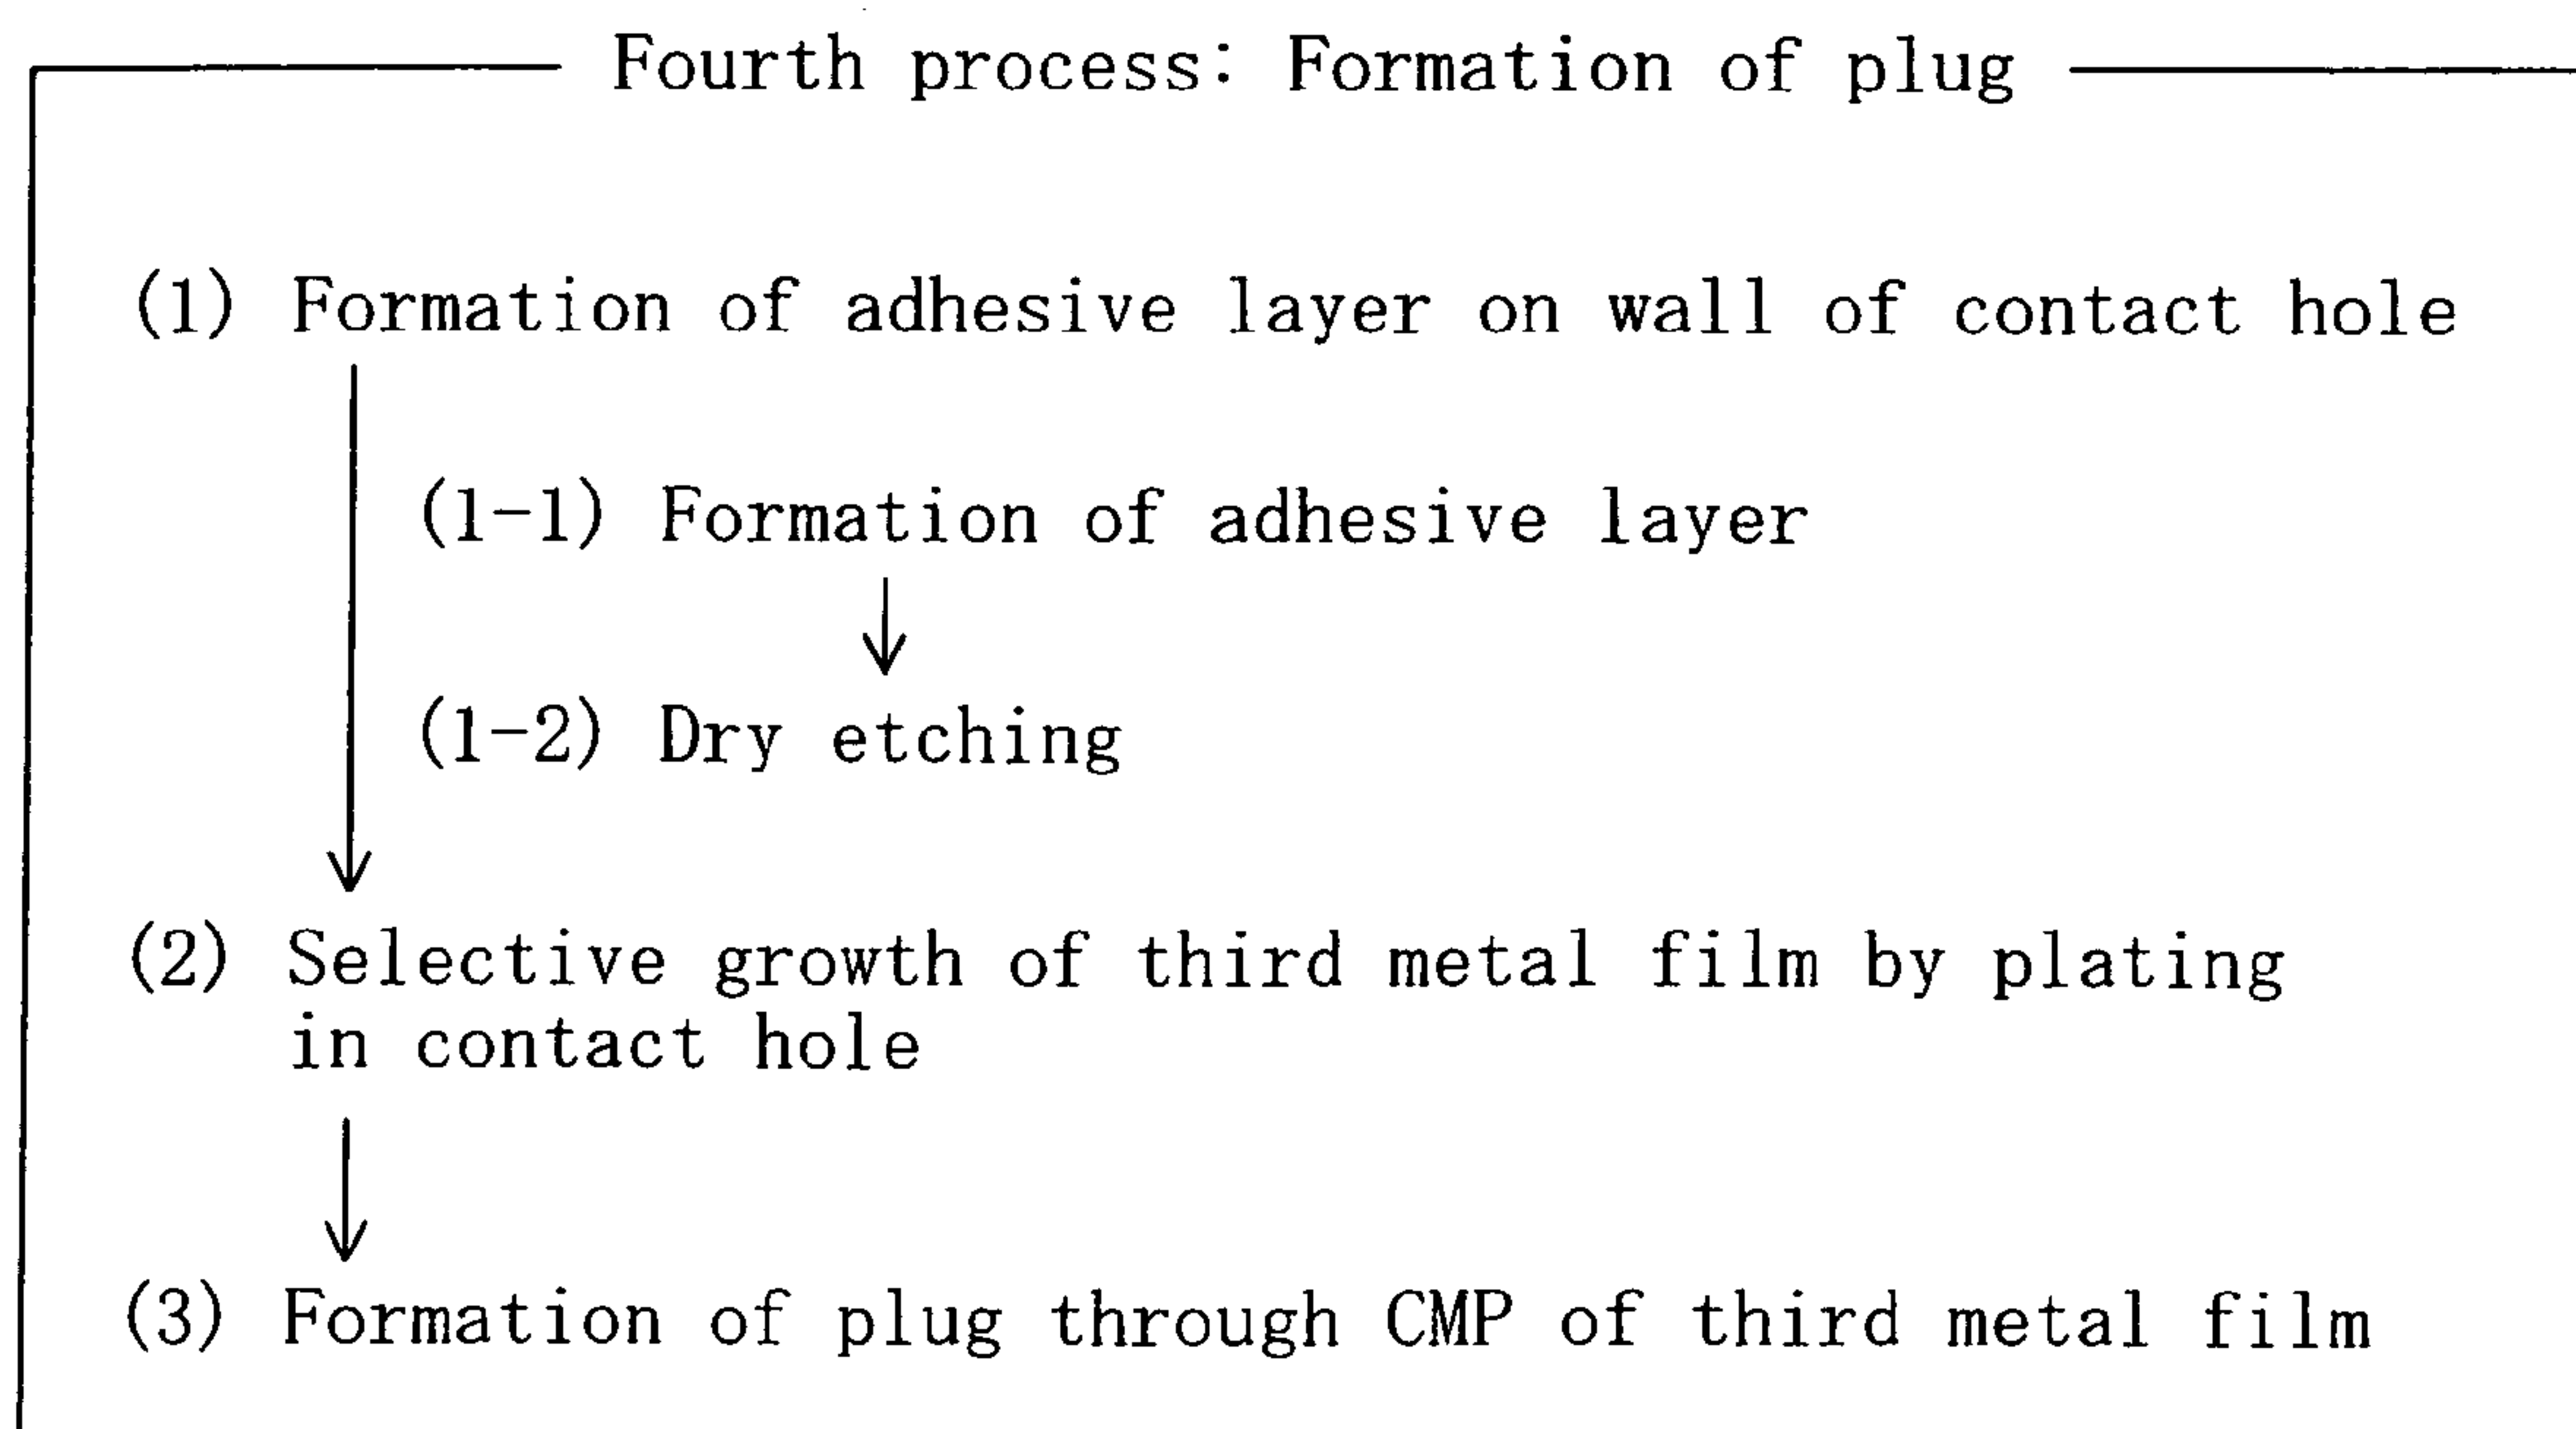 Fourth process: Formation of plug
(1) Formation of adhesive layer on wall of contact hole
(1-1) Formation of adhesive layer
(1-2) Dry etching
(2) Selective growth of third metal film by plating
in contact hole
(3) Formation of plug through CMP of third metal film